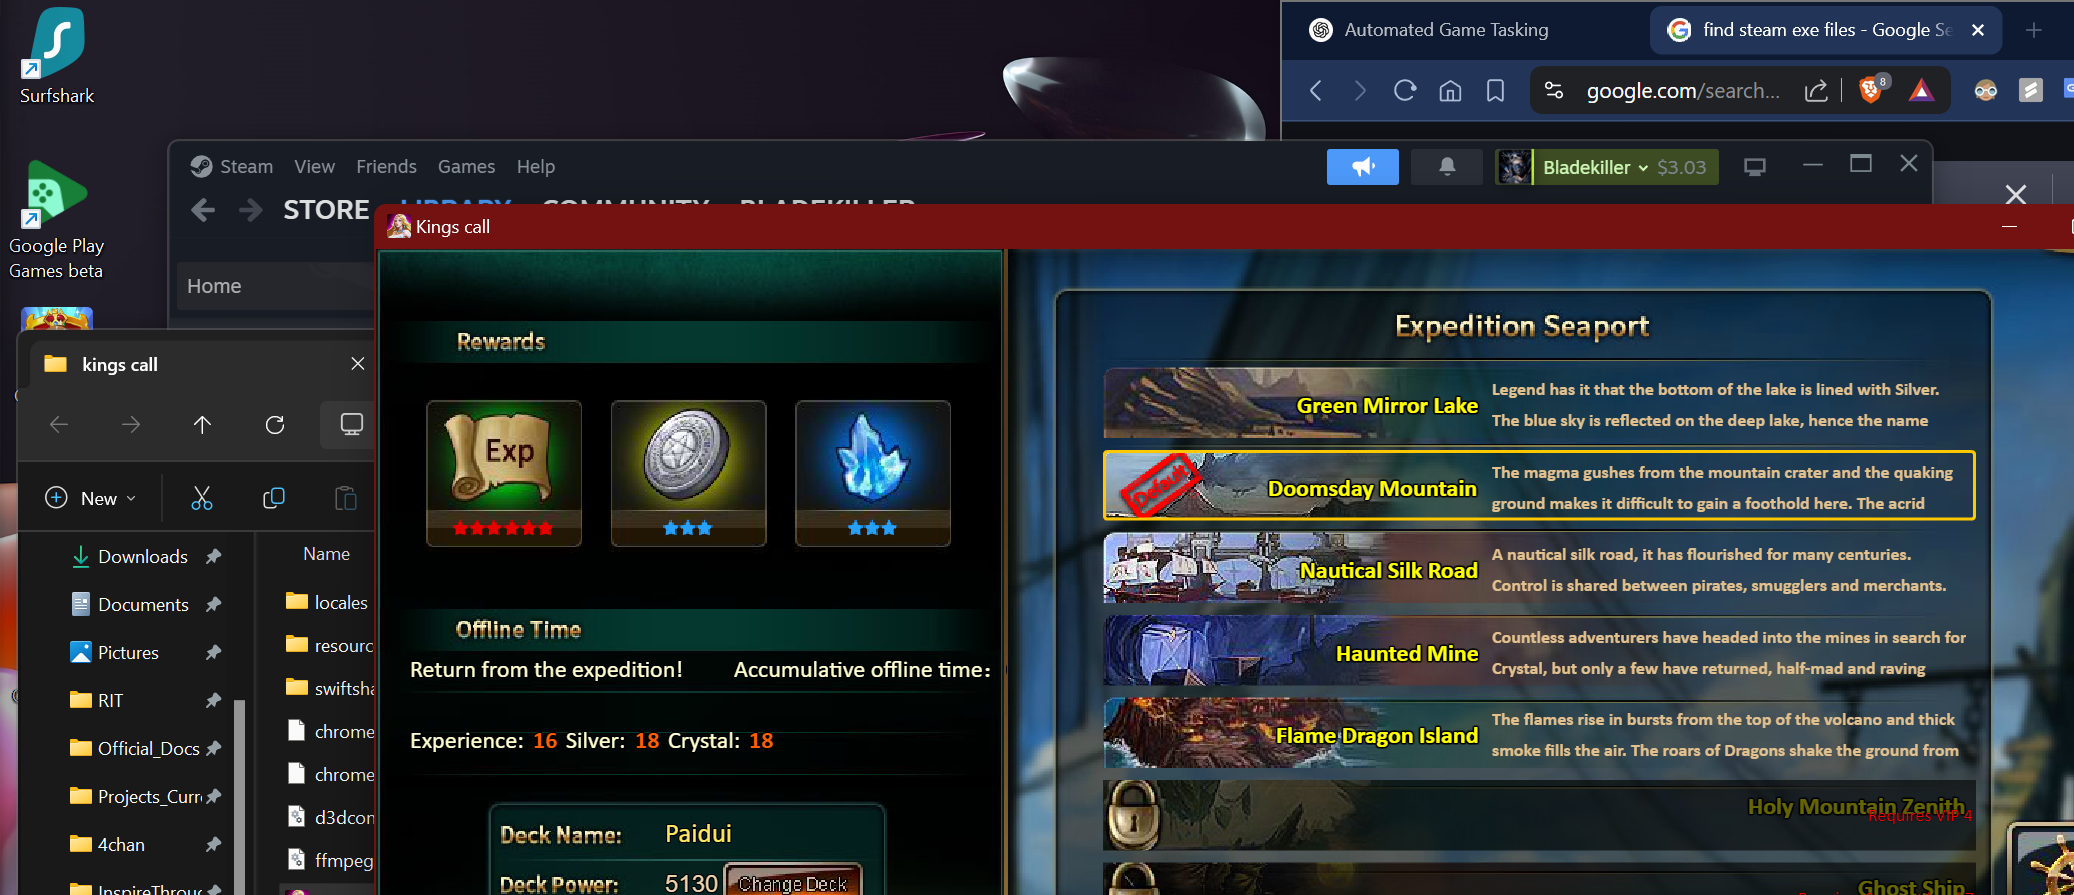 Surfshark
Google Play
Games beta
Automated Game Tasking
find steam exe files - Google Se
google.com/search...
8
Steam View Friends Games Help
Bladekiller $3.03
STORE LIBRARY COMMUNITY BLADEKILLER
Home
Kings call
kings call
New
Downloads
Documents
Pictures
RIT
Official_Docs
Projects_Curr
4chan
InspireThrou
Name
locales
resourc
swiftsha
chrome
chrome
d3dcon
ffmpeg
Rewards
Exp
Offline Time
Return from the expedition! Accumulative offline time:
Experience: 16 Silver: 18 Crystal: 18
Deck Name: Paidui
Deck Power: 5130 Change Deck
Expedition Seaport
Green Mirror Lake
Legend has it that the bottom of the lake is lined with Silver.
The blue sky is reflected on the deep lake, hence the name
Default
Doomsday Mountain
The magma gushes from the mountain crater and the quaking
ground makes it difficult to gain a foothold here. The acrid
Nautical Silk Road
A nautical silk road, it has flourished for many centuries.
Control is shared between pirates, smugglers and merchants.
Haunted Mine
Countless adventurers have headed into the mines in search for
Crystal, but only a few have returned, half-mad and raving
Flame Dragon Island
The flames rise in bursts from the top of the volcano and thick
smoke fills the air. The roars of Dragons shake the ground from
Holy Mountain Zenith
Requires VIP 4
Ghost Ship